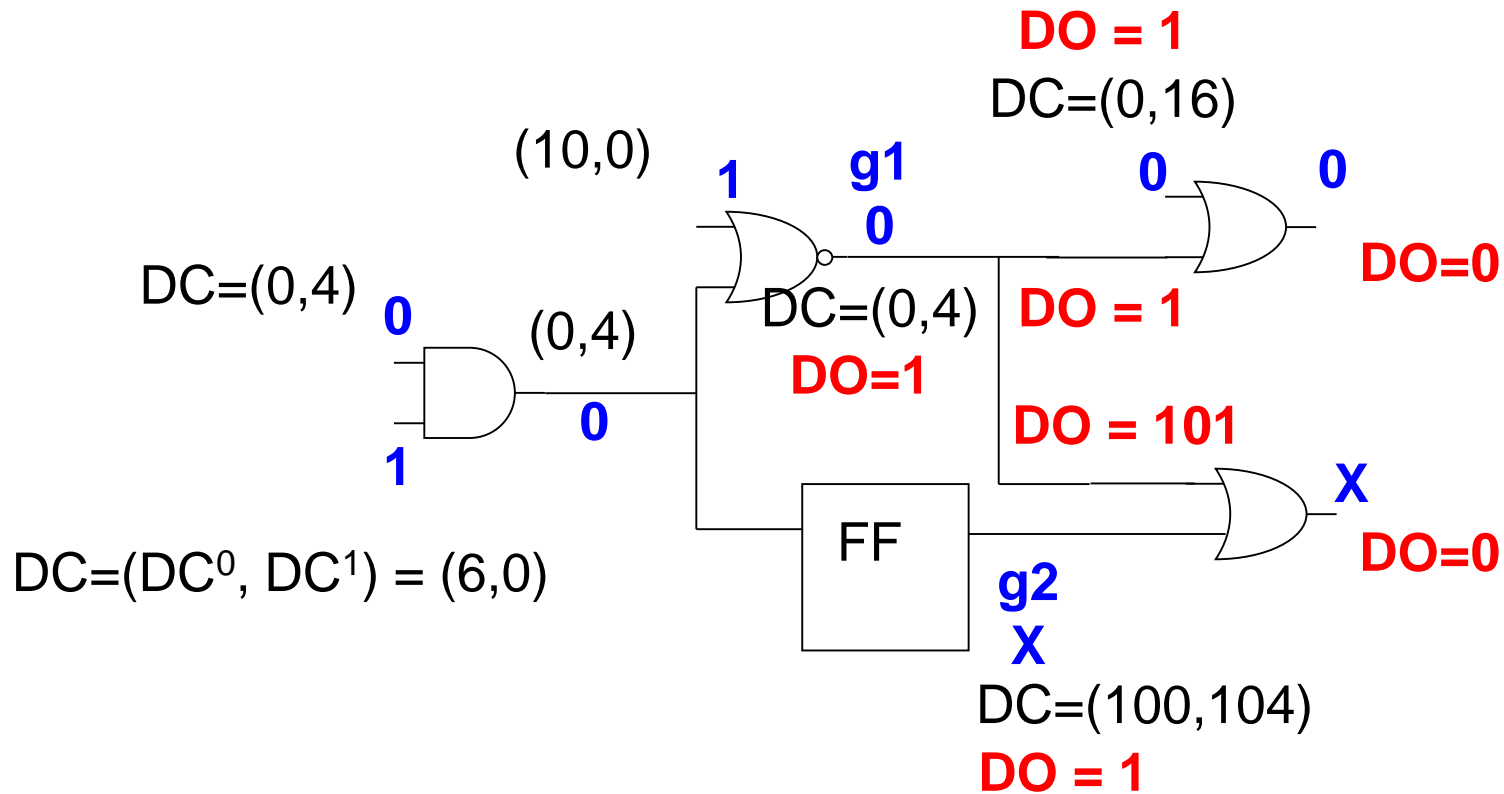 DO = 1
DC=(0,16)
(10,0)
1
g1
0
0
0
DO=0
DC=(0,4)
0
(0,4)
DC=(0,4)
DO = 1
DO=1
0
1
DO = 101
X
DO=0
FF
DC=(DC⁰, DC¹) = (6,0)
g2
X
DC=(100,104)
DO = 1